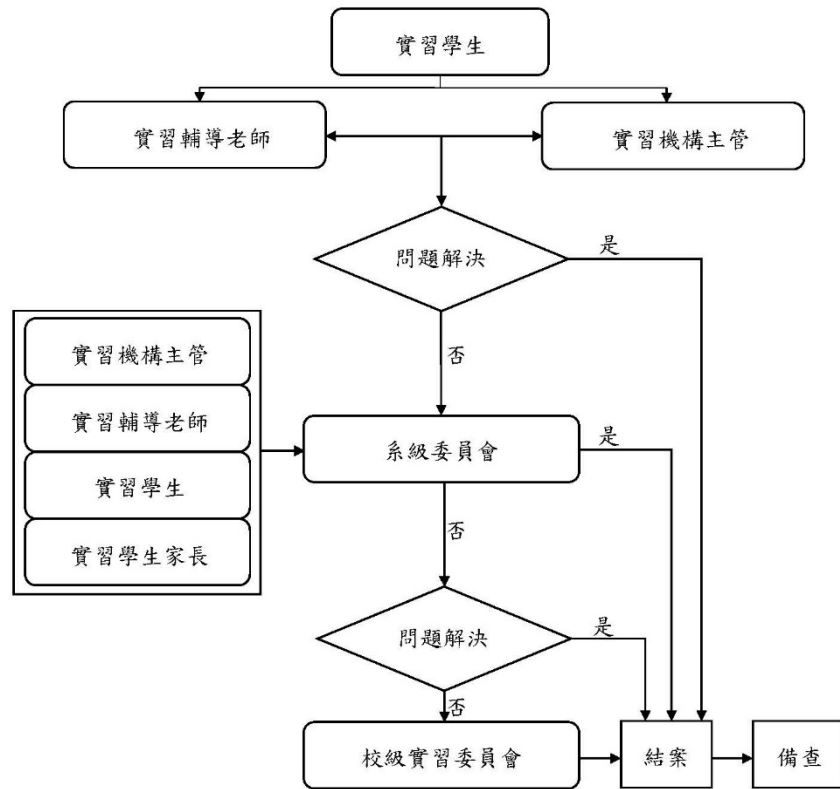 實習學生
實習輔導老師
實習機構主管
問題解決
是
否
實習機構主管
實習輔導老師
實習學生
實習學生家長
系級委員會
是
否
問題解決
是
否
校級實習委員會
結案
備查